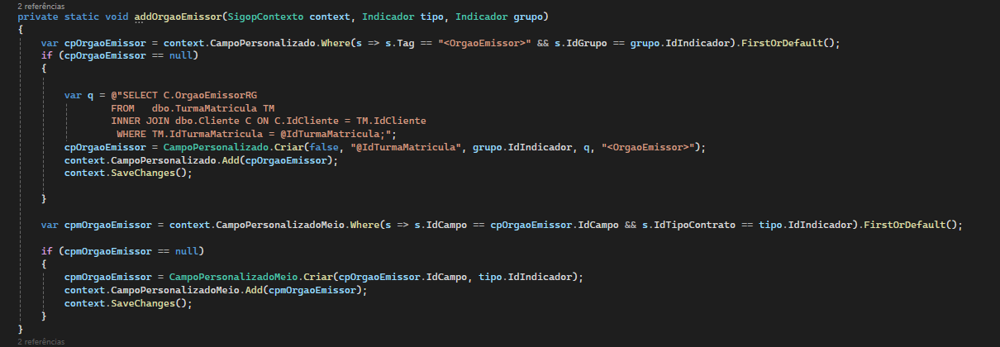 2 referências
private static void addOrgaoEmissor(SigopContexto context, Indicador tipo, Indicador grupo)
{
var cpOrgaoEmissor = context.CampoPersonalizado.Where(s => s.Tag == "<OrgaoEmissor>" && s.IdGrupo == grupo.IdIndicador).FirstOrDefault();
if (cpOrgaoEmissor == null)
{
var q = @"SELECT C.OrgaoEmissorRG
FROM   dbo.TurmaMatricula TM
INNER JOIN dbo.Cliente C ON C.IdCliente = TM.IdCliente
WHERE TM.IdTurmaMatricula = @IdTurmaMatricula;";
cpOrgaoEmissor = CampoPersonalizado.Criar(false, "@IdTurmaMatricula", grupo.IdIndicador, q, "<OrgaoEmissor>");
context.CampoPersonalizado.Add(cpOrgaoEmissor);
context.SaveChanges();
}
var cpmOrgaoEmissor = context.CampoPersonalizadoMeio.Where(s => s.IdCampo == cpOrgaoEmissor.IdCampo && s.IdTipoContrato == tipo.IdIndicador).FirstOrDefault();
if (cpmOrgaoEmissor == null)
{
cpmOrgaoEmissor = CampoPersonalizadoMeio.Criar(cpOrgaoEmissor.IdCampo, tipo.IdIndicador);
context.CampoPersonalizadoMeio.Add(cpmOrgaoEmissor);
context.SaveChanges();
}
}
2 referências